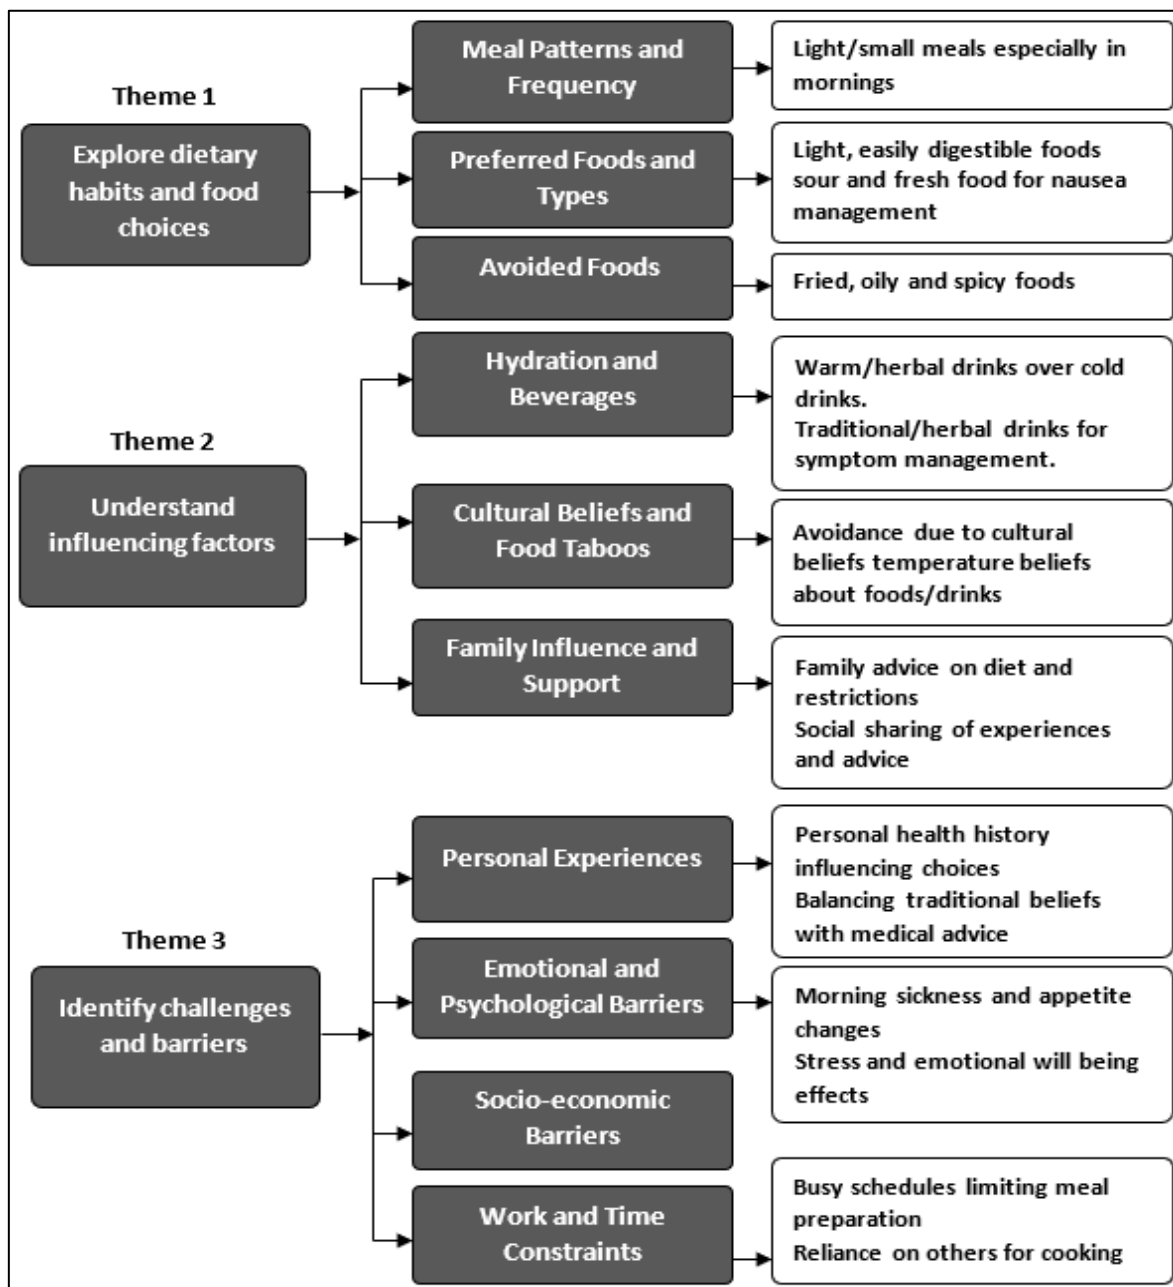 Theme 1
Explore dietary
habits and food
choices
Meal Patterns and
Frequency
Light/small meals especially in
mornings
Preferred Foods and
Types
Light, easily digestible foods
sour and fresh food for nausea
management
Avoided Foods
Fried, oily and spicy foods
Theme 2
Understand
influencing factors
Hydration and
Beverages
Warm/herbal drinks over cold
drinks.
Traditional/herbal drinks for
symptom management.
Cultural Beliefs and
Food Taboos
Avoidance due to cultural
beliefs temperature beliefs
about foods/drinks
Family Influence and
Support
Family advice on diet and
restrictions
Social sharing of experiences
and advice
Theme 3
Identify challenges
and barriers
Personal Experiences
Personal health history
influencing choices
Balancing traditional beliefs
with medical advice
Emotional and
Psychological Barriers
Morning sickness and appetite
changes
Stress and emotional will being
effects
Socio-economic
Barriers
Work and Time
Constraints
Busy schedules limiting meal
preparation
Reliance on others for cooking